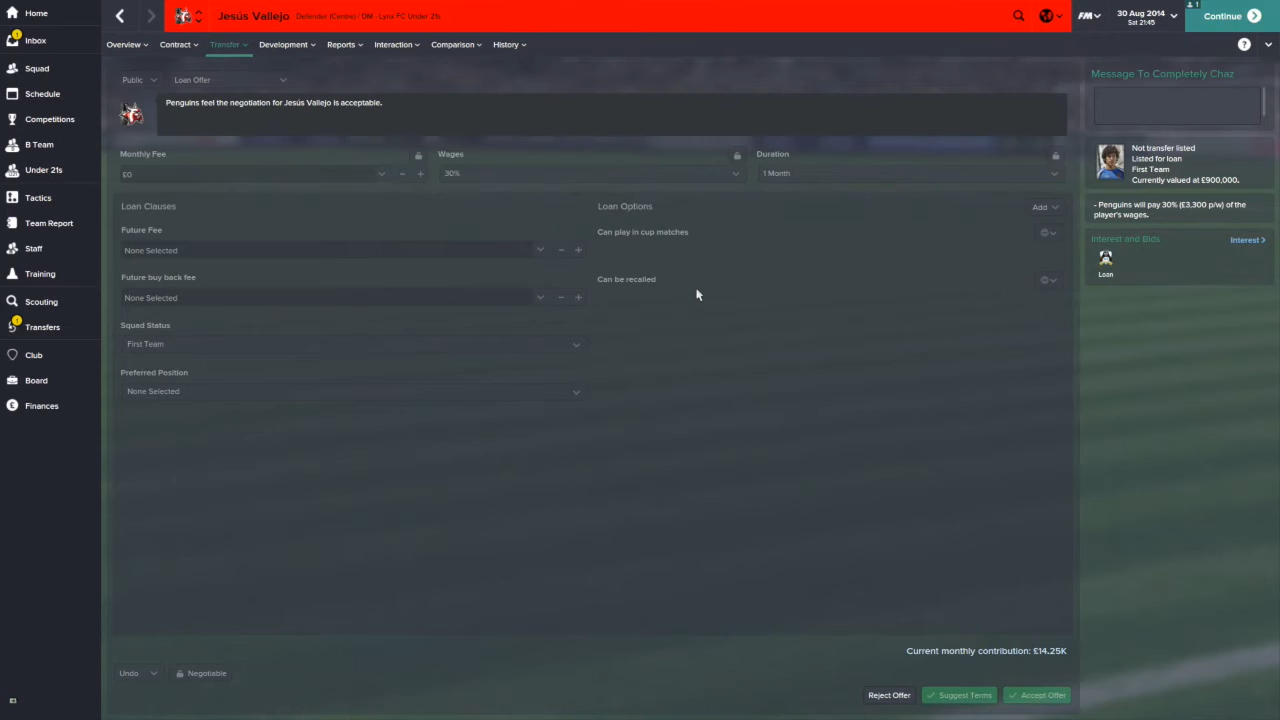 Home
Inbox
Squad
Schedule
Competitions
B Team
Under 21s
Tactics
Team Report
Staff
Training
Scouting
Transfers
Club
Board
Finances
1
1
Jesús Vallejo
Defender (Centre) / DM - Lynx FC Under 21s
FM
30 Aug 2014
Sat 21:45
1
Continue
Overview
Contract
Transfer
Development
Reports
Interaction
Comparison
History
?
Public
Loan Offer
Penguins feel the negotiation for Jesús Vallejo is acceptable.
Monthly Fee
Wages
Duration
£0
30%
1 Month
Loan Clauses
Loan Options
Add
Future Fee
None Selected
Can play in cup matches
Future buy back fee
None Selected
Can be recalled
Squad Status
First Team
Preferred Position
None Selected
Current monthly contribution: £14.25K
Undo
Negotiable
Reject Offer
Suggest Terms
Accept Offer
Message To Completely Chaz
Not transfer listed
Listed for loan
First Team
Currently valued at £900,000.
- Penguins will pay 30% (£3,300 p/w) of the
player's wages.
Interest and Bids
Interest
Loan